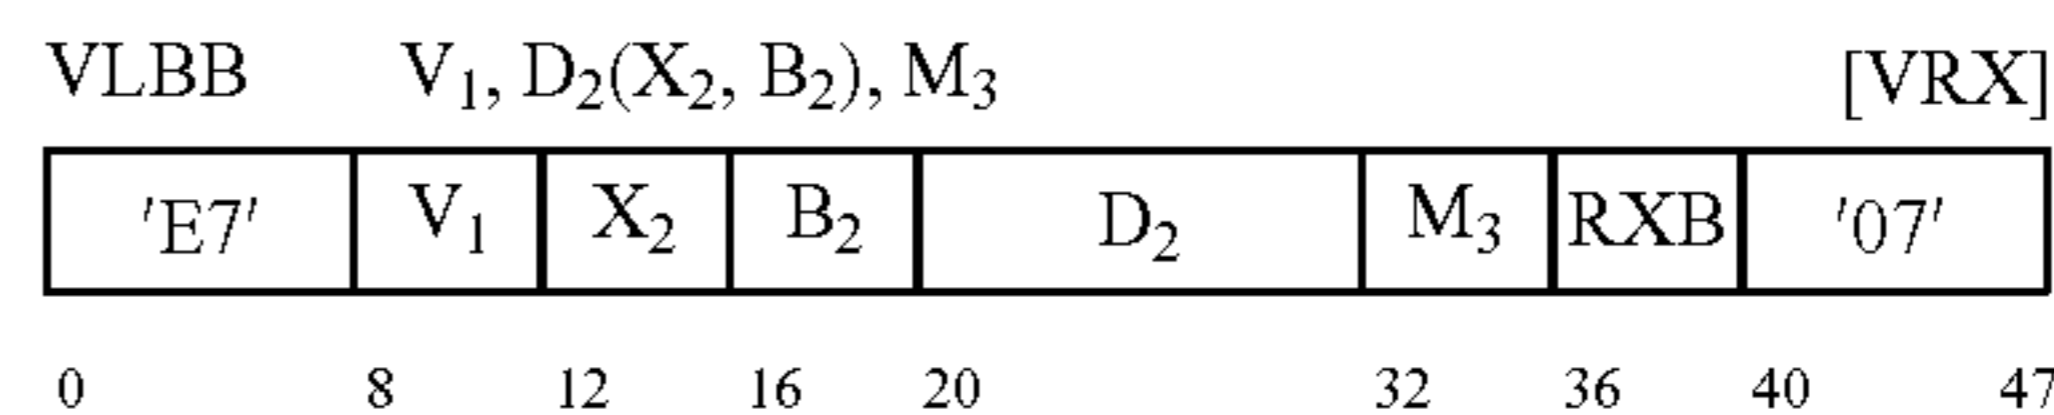 VLBB V₁, D₂(X₂, B₂), M₃ [VRX]
'E7' V₁ X₂ B₂ D₂ M₃ RXB '07'
0 8 12 16 20 32 36 40 47